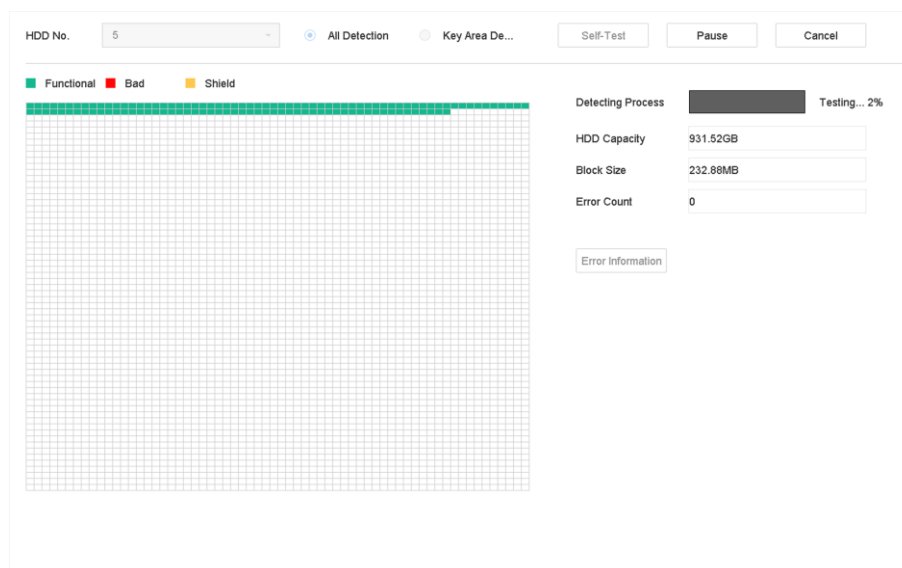 HDD No. 5 All Detection Key Area De... Self-Test Pause Cancel
Functional Bad Shield
Detecting Process Testing... 2%
HDD Capacity 931.52GB
Block Size 232.88MB
Error Count 0
Error Information